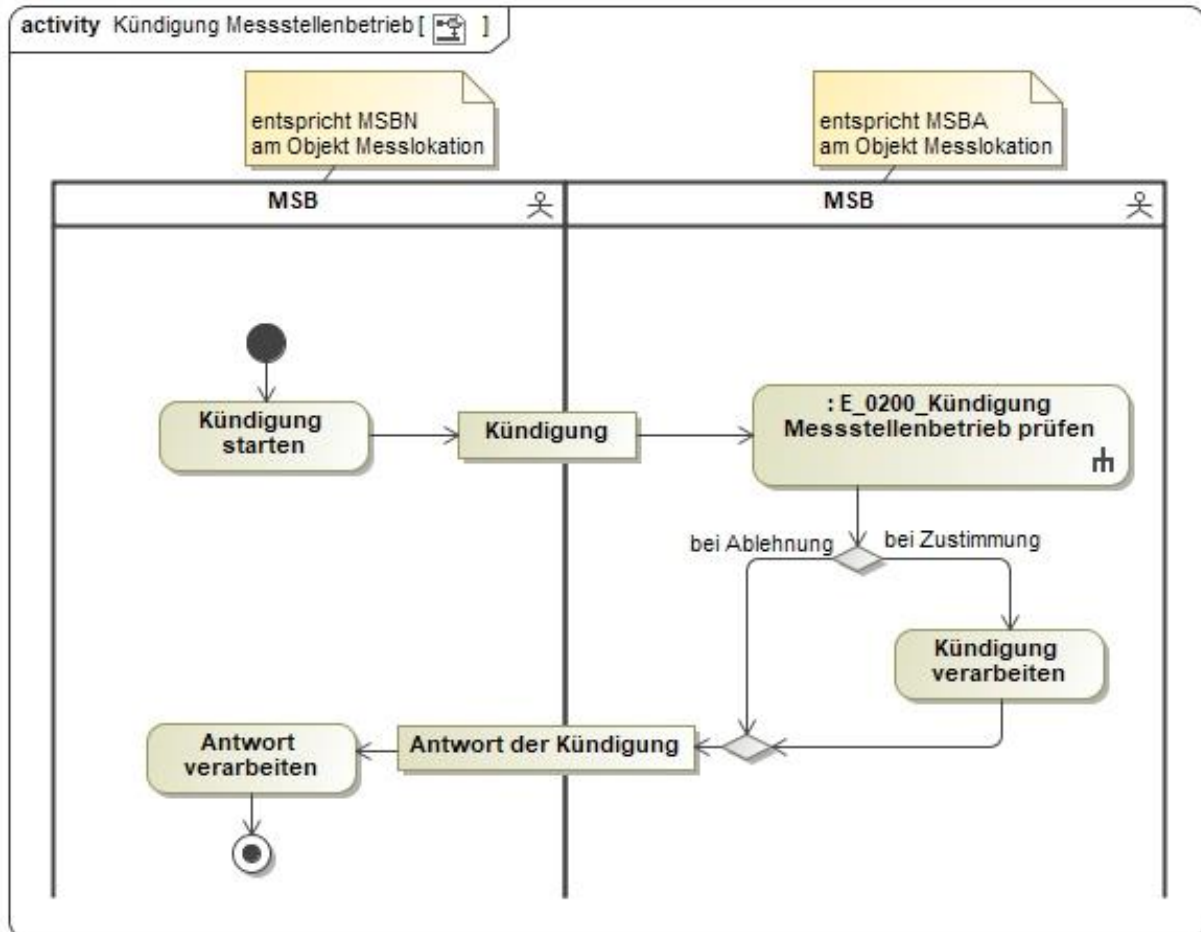 activity Kündigung Messstellenbetrieb [ ]
entspricht MSBN
am Objekt Messlokation
entspricht MSBA
am Objekt Messlokation
MSB
MSB
Kündigung
starten
Kündigung
: E_0200_Kündigung
Messstellenbetrieb prüfen
bei Ablehnung
bei Zustimmung
Kündigung
verarbeiten
Antwort
verarbeiten
Antwort der Kündigung